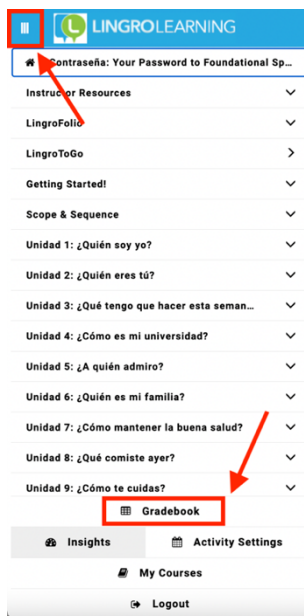 LINGROLEARNING
Contraseña: Your Password to Foundational Sp...
Instructor Resources
LingroFolio
LingroToGo
Getting Started!
Scope & Sequence
Unidad 1: ¿Quién soy yo?
Unidad 2: ¿Quién eres tú?
Unidad 3: ¿Qué tengo que hacer esta seman...
Unidad 4: ¿Cómo es mi universidad?
Unidad 5: ¿A quién admiro?
Unidad 6: ¿Quién es mi familia?
Unidad 7: ¿Cómo mantener la buena salud?
Unidad 8: ¿Qué comiste ayer?
Unidad 9: ¿Cómo te cuidas?
Gradebook
Insights Activity Settings
My Courses
Logout